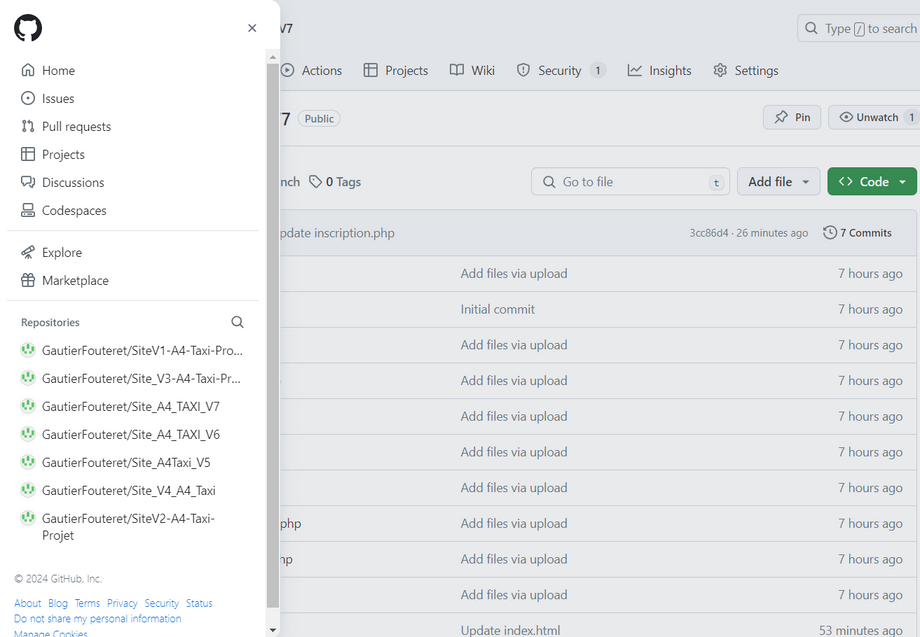 V7
Type / to search
Home
Issues
Pull requests
Projects
Discussions
Codespaces
Explore
Marketplace
Repositories
GautierFouteret/SiteV1-A4-Taxi-Pro...
GautierFouteret/Site_V3-A4-Taxi-Pr...
GautierFouteret/Site_A4_TAXI_V7
GautierFouteret/Site_A4_TAXI_V6
GautierFouteret/Site_A4Taxi_V5
GautierFouteret/Site_V4_A4_Taxi
GautierFouteret/SiteV2-A4-Taxi-
Projet
© 2024 GitHub, Inc.
About Blog Terms Privacy Security Status
Do not share my personal information
Manage Cookies
Actions Projects Wiki Security 1 Insights Settings
7 Public Pin Unwatch 1
nch 0 Tags Go to file t Add file Code
pdate inscription.php 3cc86d4 · 26 minutes ago 7 Commits
Add files via upload 7 hours ago
Initial commit 7 hours ago
Add files via upload 7 hours ago
Add files via upload 7 hours ago
Add files via upload 7 hours ago
Add files via upload 7 hours ago
Add files via upload 7 hours ago
php Add files via upload 7 hours ago
hp Add files via upload 7 hours ago
Add files via upload 7 hours ago
Update index.html 53 minutes ago